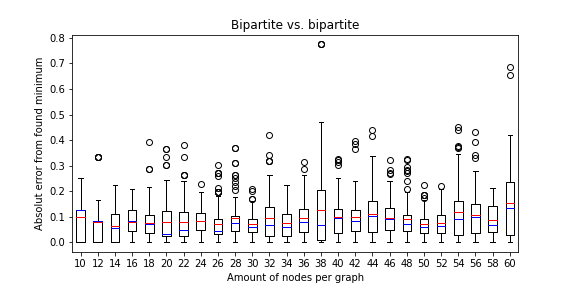 Bipartite vs. bipartite
Absolut error from found minimum
0.8
0.7
0.6
0.5
0.4
0.3
0.2
0.1
0.0
10 12 14 16 18 20 22 24 26 28 30 32 34 36 38 40 42 44 46 48 50 52 54 56 58 60
Amount of nodes per graph